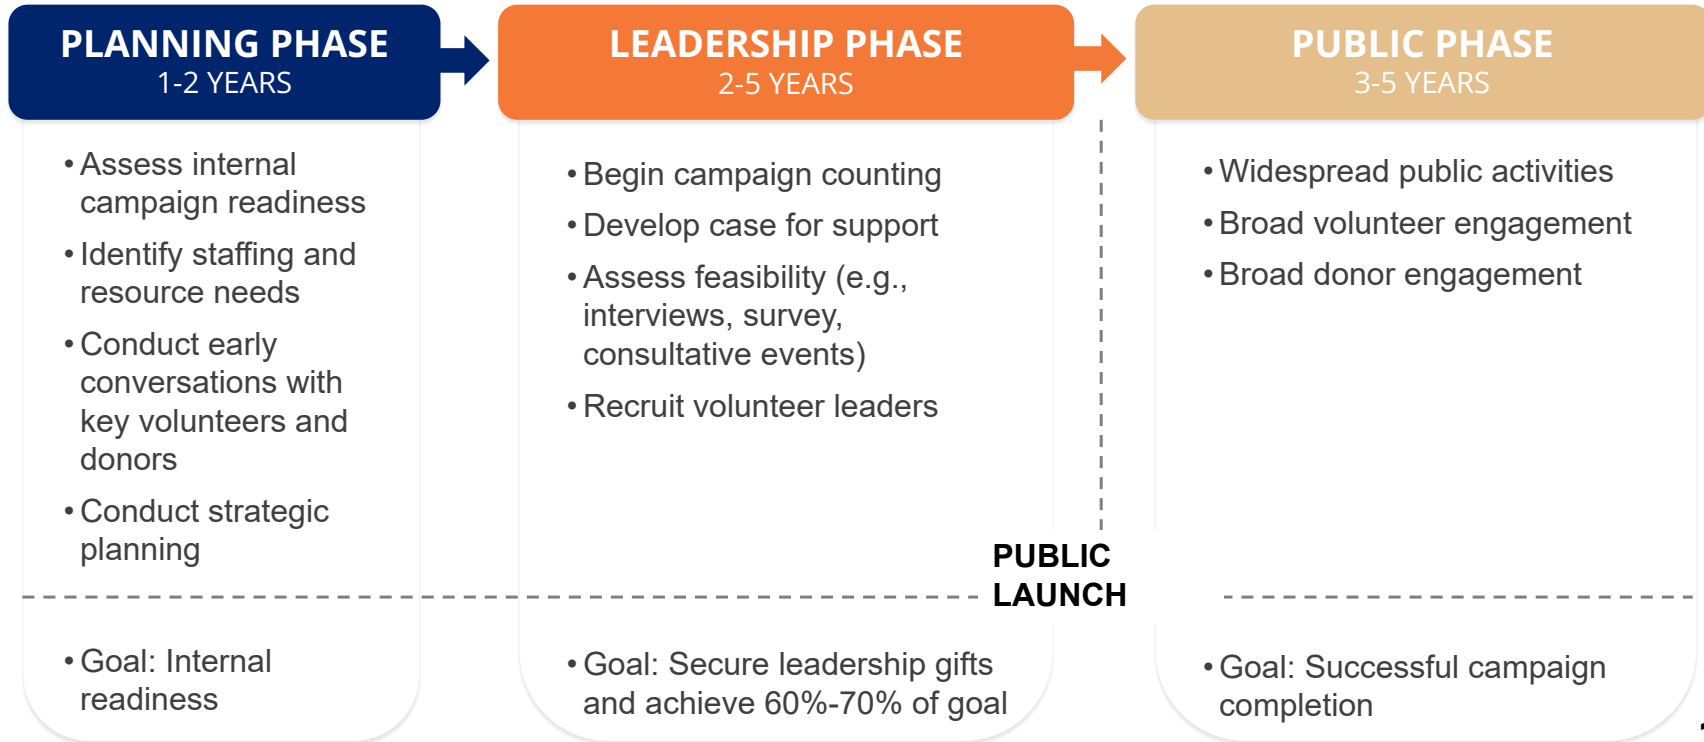 PLANNING PHASE
1-2 YEARS
• Assess internal
campaign readiness
• Identify staffing and
resource needs
• Conduct early
conversations with
key volunteers and
donors
• Conduct strategic
planning
• Goal: Internal
readiness
LEADERSHIP PHASE
2-5 YEARS
• Begin campaign counting
• Develop case for support
• Assess feasibility (e.g.,
interviews, survey,
consultative events)
• Recruit volunteer leaders
• Goal: Secure leadership gifts
and achieve 60%-70% of goal
PUBLIC
LAUNCH
PUBLIC PHASE
3-5 YEARS
• Widespread public activities
• Broad volunteer engagement
• Broad donor engagement
• Goal: Successful campaign
completion